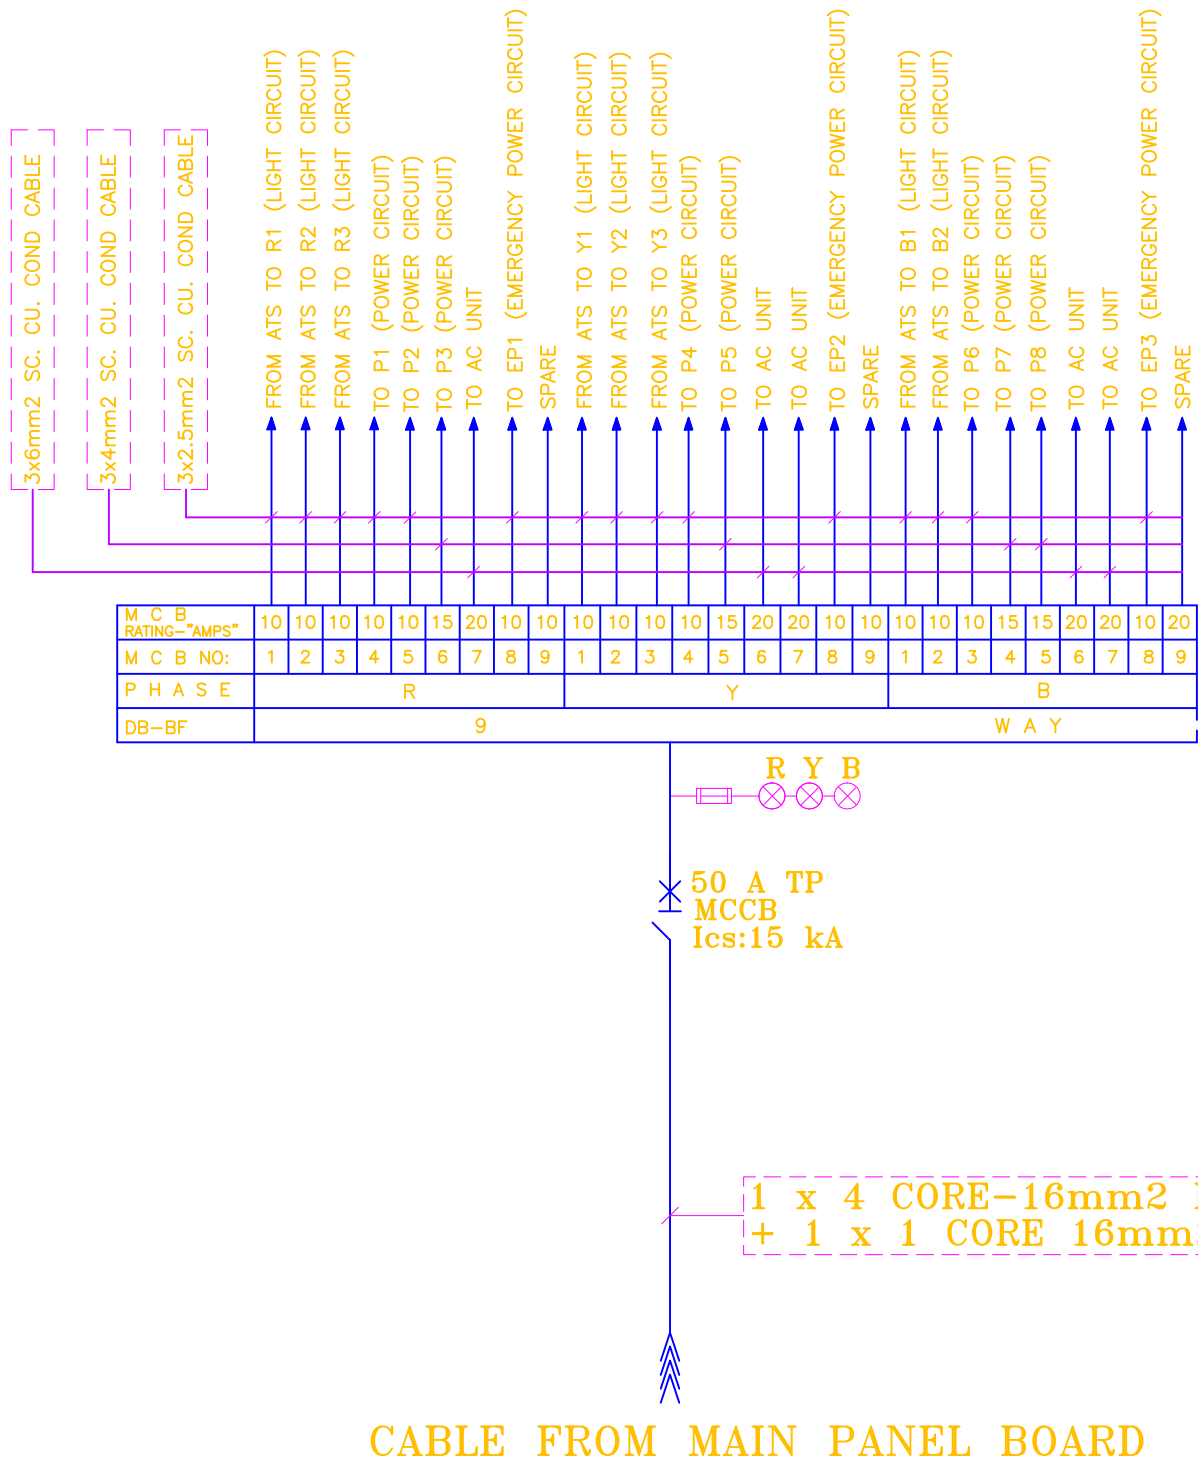 3x6mm2 SC. CU. COND CABLE
3x4mm2 SC. CU. COND CABLE
3x2.5mm2 SC. CU. COND CABLE
FROM ATS TO R1 (LIGHT CIRCUIT)
FROM ATS TO R2 (LIGHT CIRCUIT)
FROM ATS TO R3 (LIGHT CIRCUIT)
TO P1 (POWER CIRCUIT)
TO P2 (POWER CIRCUIT)
TO P3 (POWER CIRCUIT)
TO AC UNIT
TO EP1 (EMERGENCY POWER CIRCUIT)
SPARE
FROM ATS TO Y1 (LIGHT CIRCUIT)
FROM ATS TO Y2 (LIGHT CIRCUIT)
FROM ATS TO Y3 (LIGHT CIRCUIT)
TO P4 (POWER CIRCUIT)
TO P5 (POWER CIRCUIT)
TO AC UNIT
TO AC UNIT
TO EP2 (EMERGENCY POWER CIRCUIT)
SPARE
FROM ATS TO B1 (LIGHT CIRCUIT)
FROM ATS TO B2 (LIGHT CIRCUIT)
TO P6 (POWER CIRCUIT)
TO P7 (POWER CIRCUIT)
TO P8 (POWER CIRCUIT)
TO AC UNIT
TO AC UNIT
TO EP3 (EMERGENCY POWER CIRCUIT)
SPARE
M C B
RATING-"AMPS" 10 10 10 10 10 15 20 10 10 10 10 10 10 15 20 20 10 10 10 10 10 15 15 20 20 10 20
M C B NO: 1 2 3 4 5 6 7 8 9 1 2 3 4 5 6 7 8 9 1 2 3 4 5 6 7 8 9
P H A S E R Y B
DB-BF 9 W A Y
R Y B
50 A TP
MCCB
Ics:15 kA
1 x 4 CORE-16mm2
+ 1 x 1 CORE 16mm
CABLE FROM MAIN PANEL BOARD